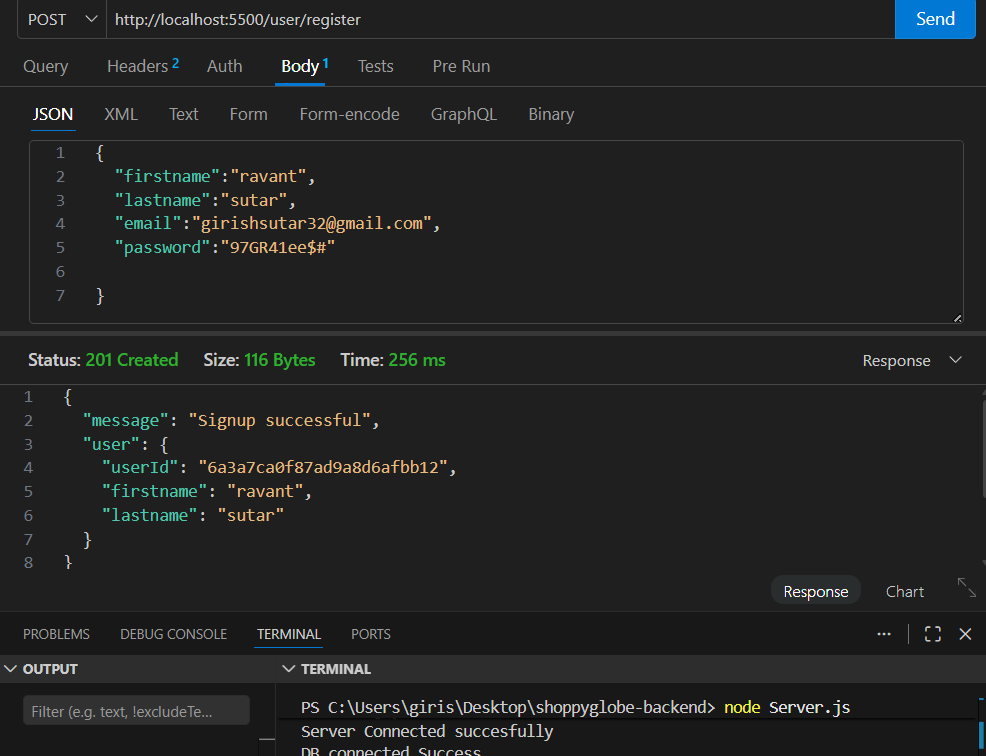 POST http://localhost:5500/user/register Send
Query Headers 2 Auth Body 1 Tests Pre Run
JSON XML Text Form Form-encode GraphQL Binary
1 {
2 "firstname":"ravant",
3 "lastname":"sutar",
4 "email":"girishsutar32@gmail.com",
5 "password":"97GR41ee$#"
6
7 }
Status: 201 Created Size: 116 Bytes Time: 256 ms Response
1 {
2 "message": "Signup successful",
3 "user": {
4 "userId": "6a3a7ca0f87ad9a8d6afbb12",
5 "firstname": "ravant",
6 "lastname": "sutar"
7 }
8 }
Response Chart
PROBLEMS DEBUG CONSOLE TERMINAL PORTS
OUTPUT TERMINAL
Filter (e.g. text, !excludeTe...
PS C:\Users\giris\Desktop\shoppyglobe-backend> node Server.js
Server Connected succesfully
DB connected Success